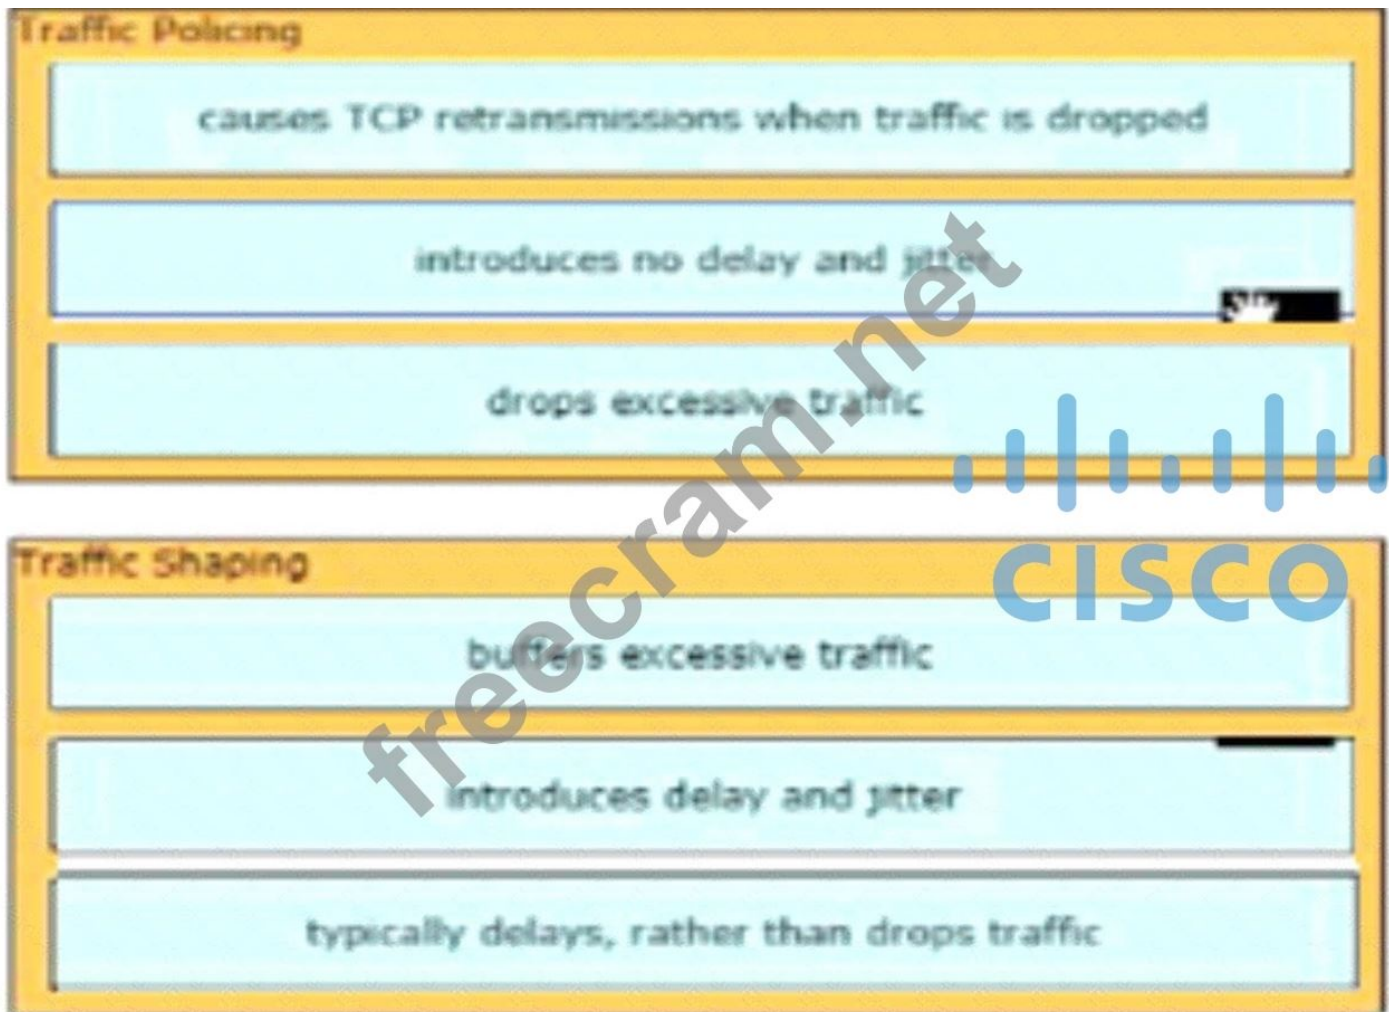 Traffic Policing
causes TCP retransmissions when traffic is dropped
introduces no delay and jitter
drops excessive traffic
CISCO
Traffic Shaping
buffers excessive traffic
introduces delay and jitter
typically delays, rather than drops traffic
freecram.net